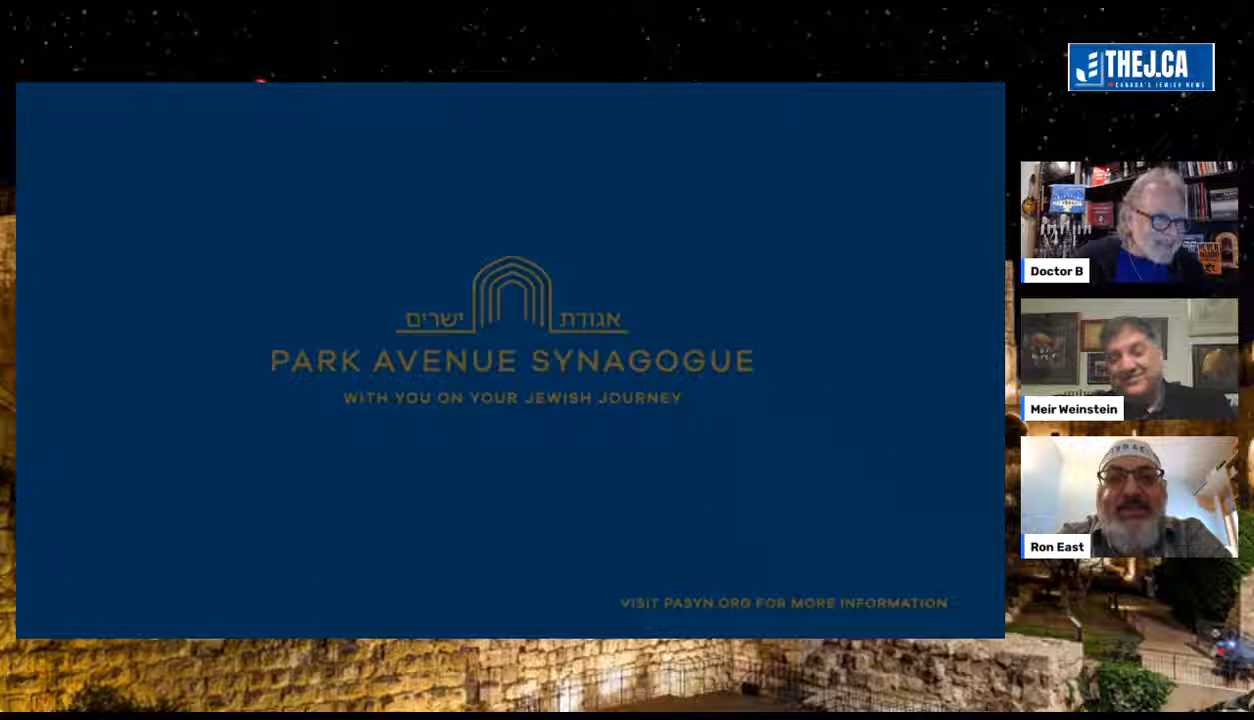 THEJ.CA
CANADA'S JEWISH NEWS
אגודת ישרים
PARK AVENUE SYNAGOGUE
WITH YOU ON YOUR JEWISH JOURNEY
VISIT PASYN.ORG FOR MORE INFORMATION
Doctor B
Meir Weinstein
Ron East